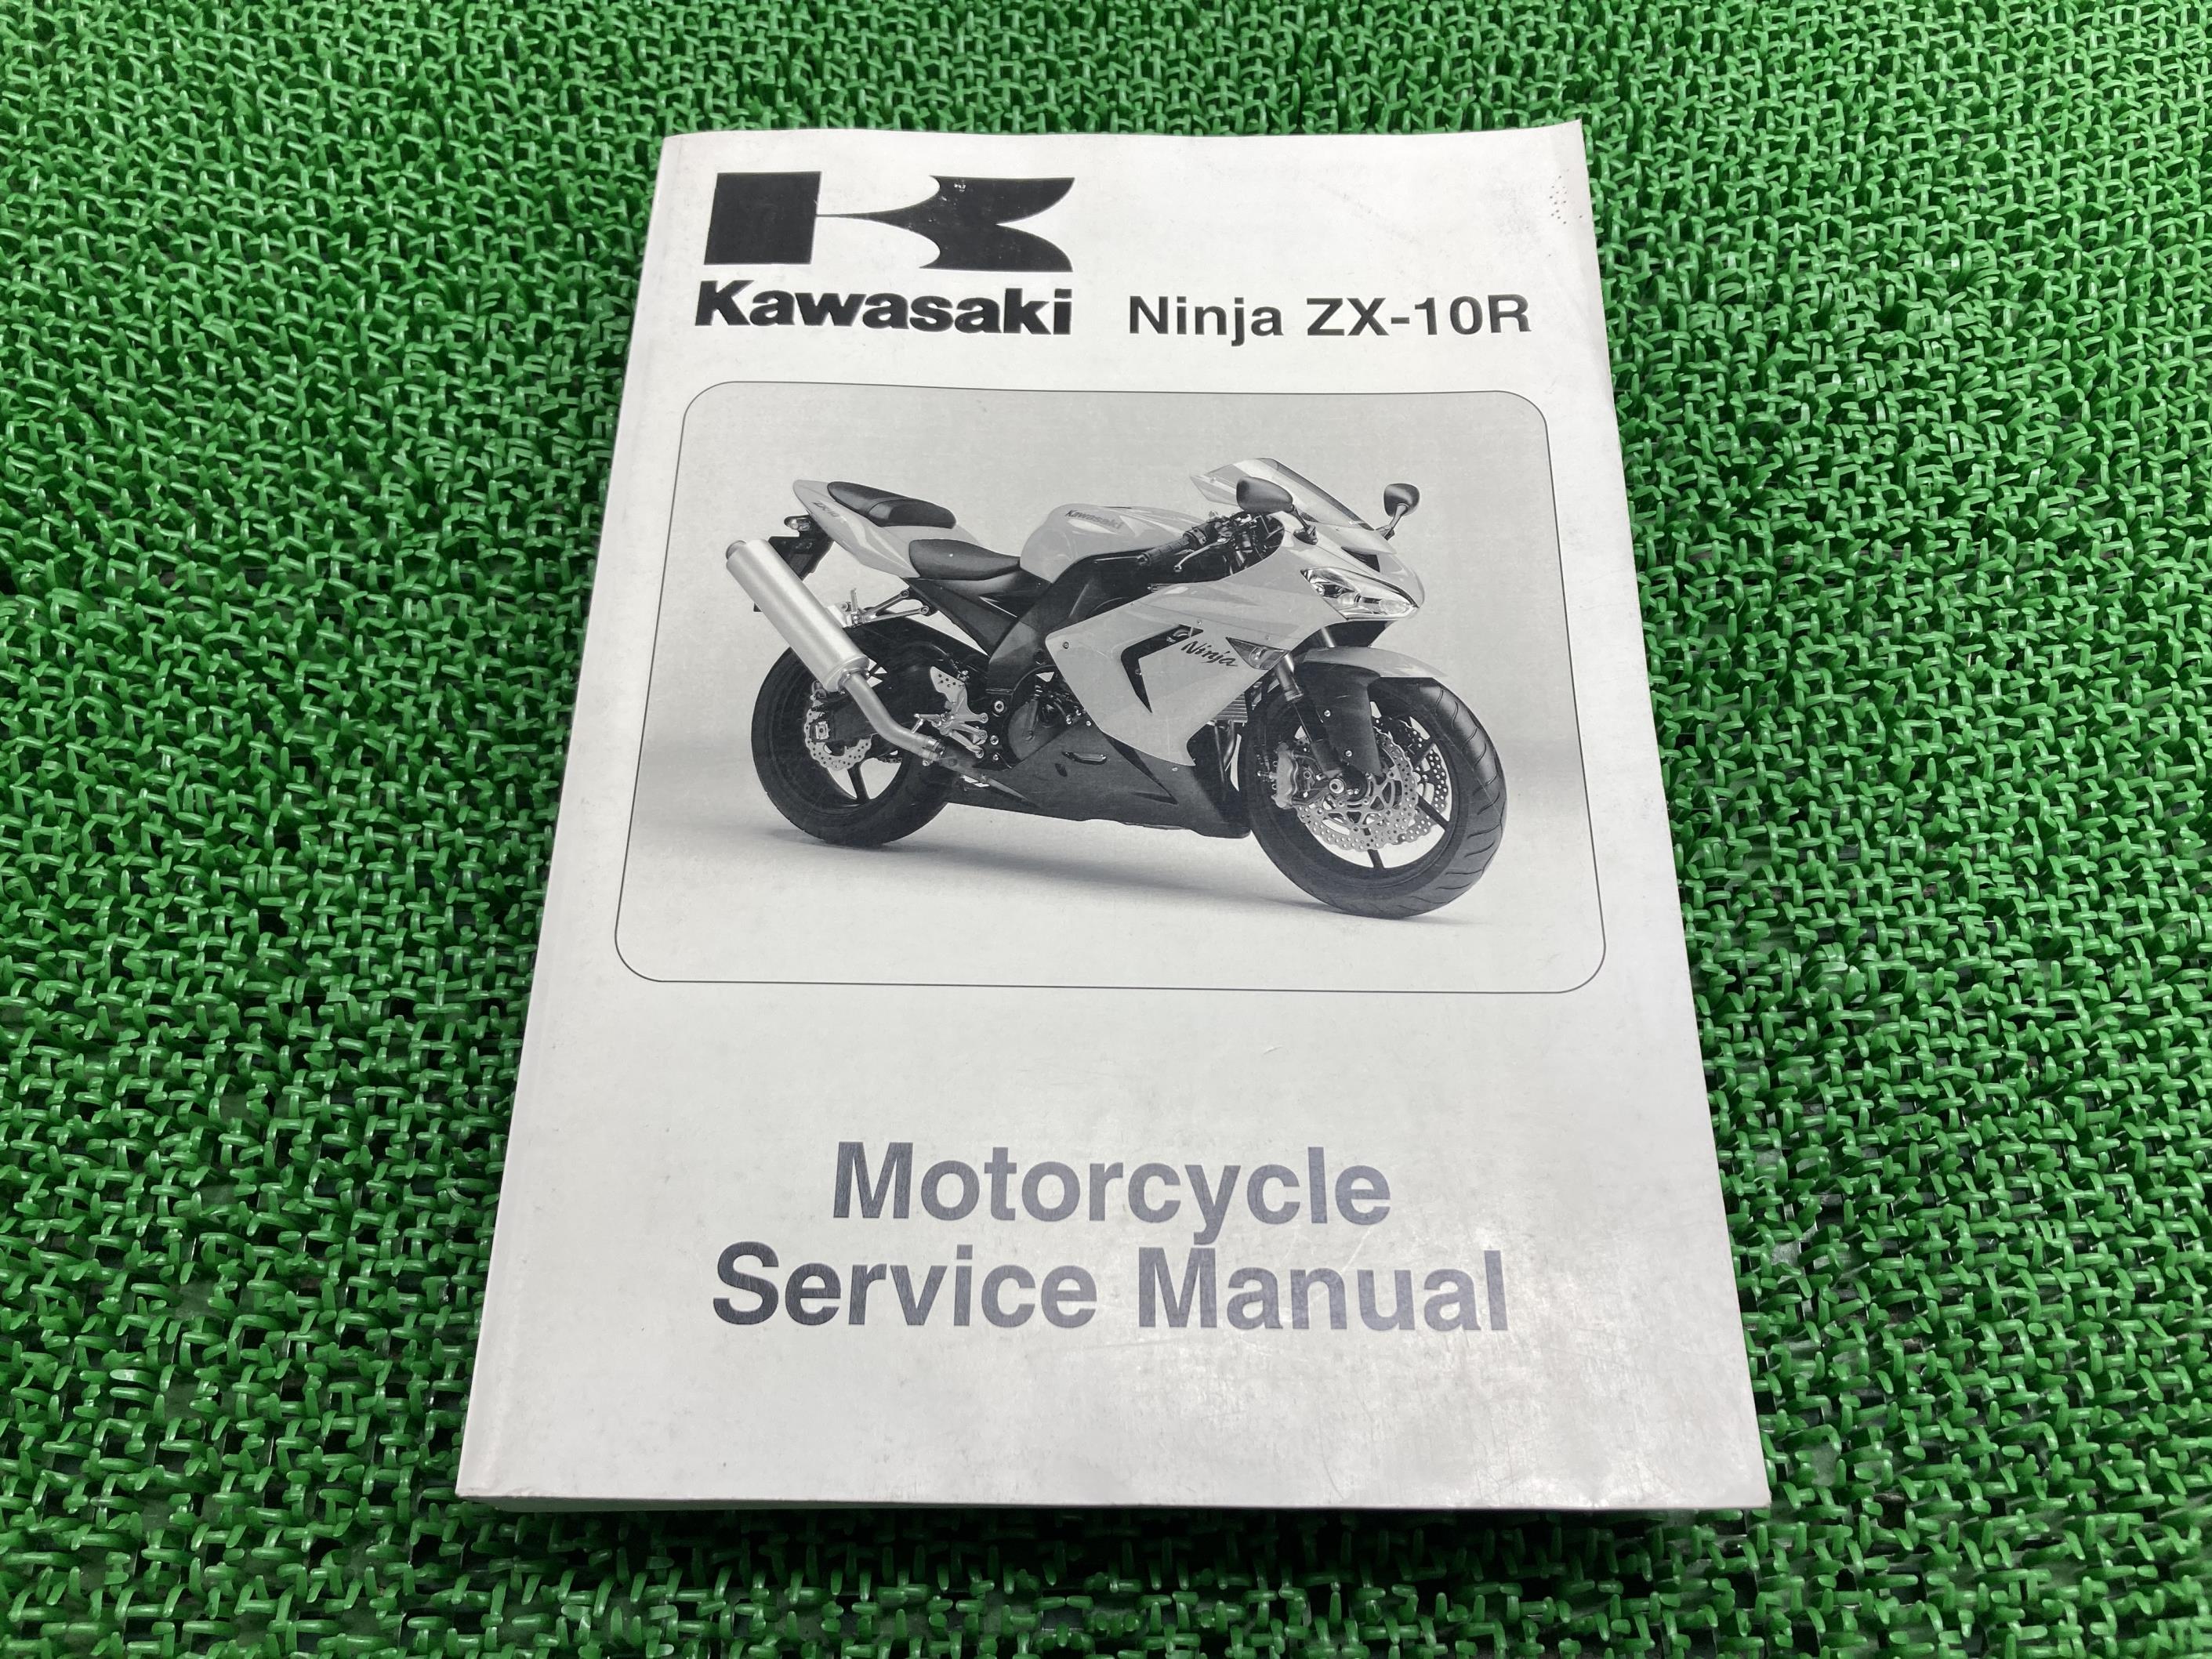 Kawasaki Ninja ZX-10R
Kawasaki
Ninja
Motorcycle
Service Manual